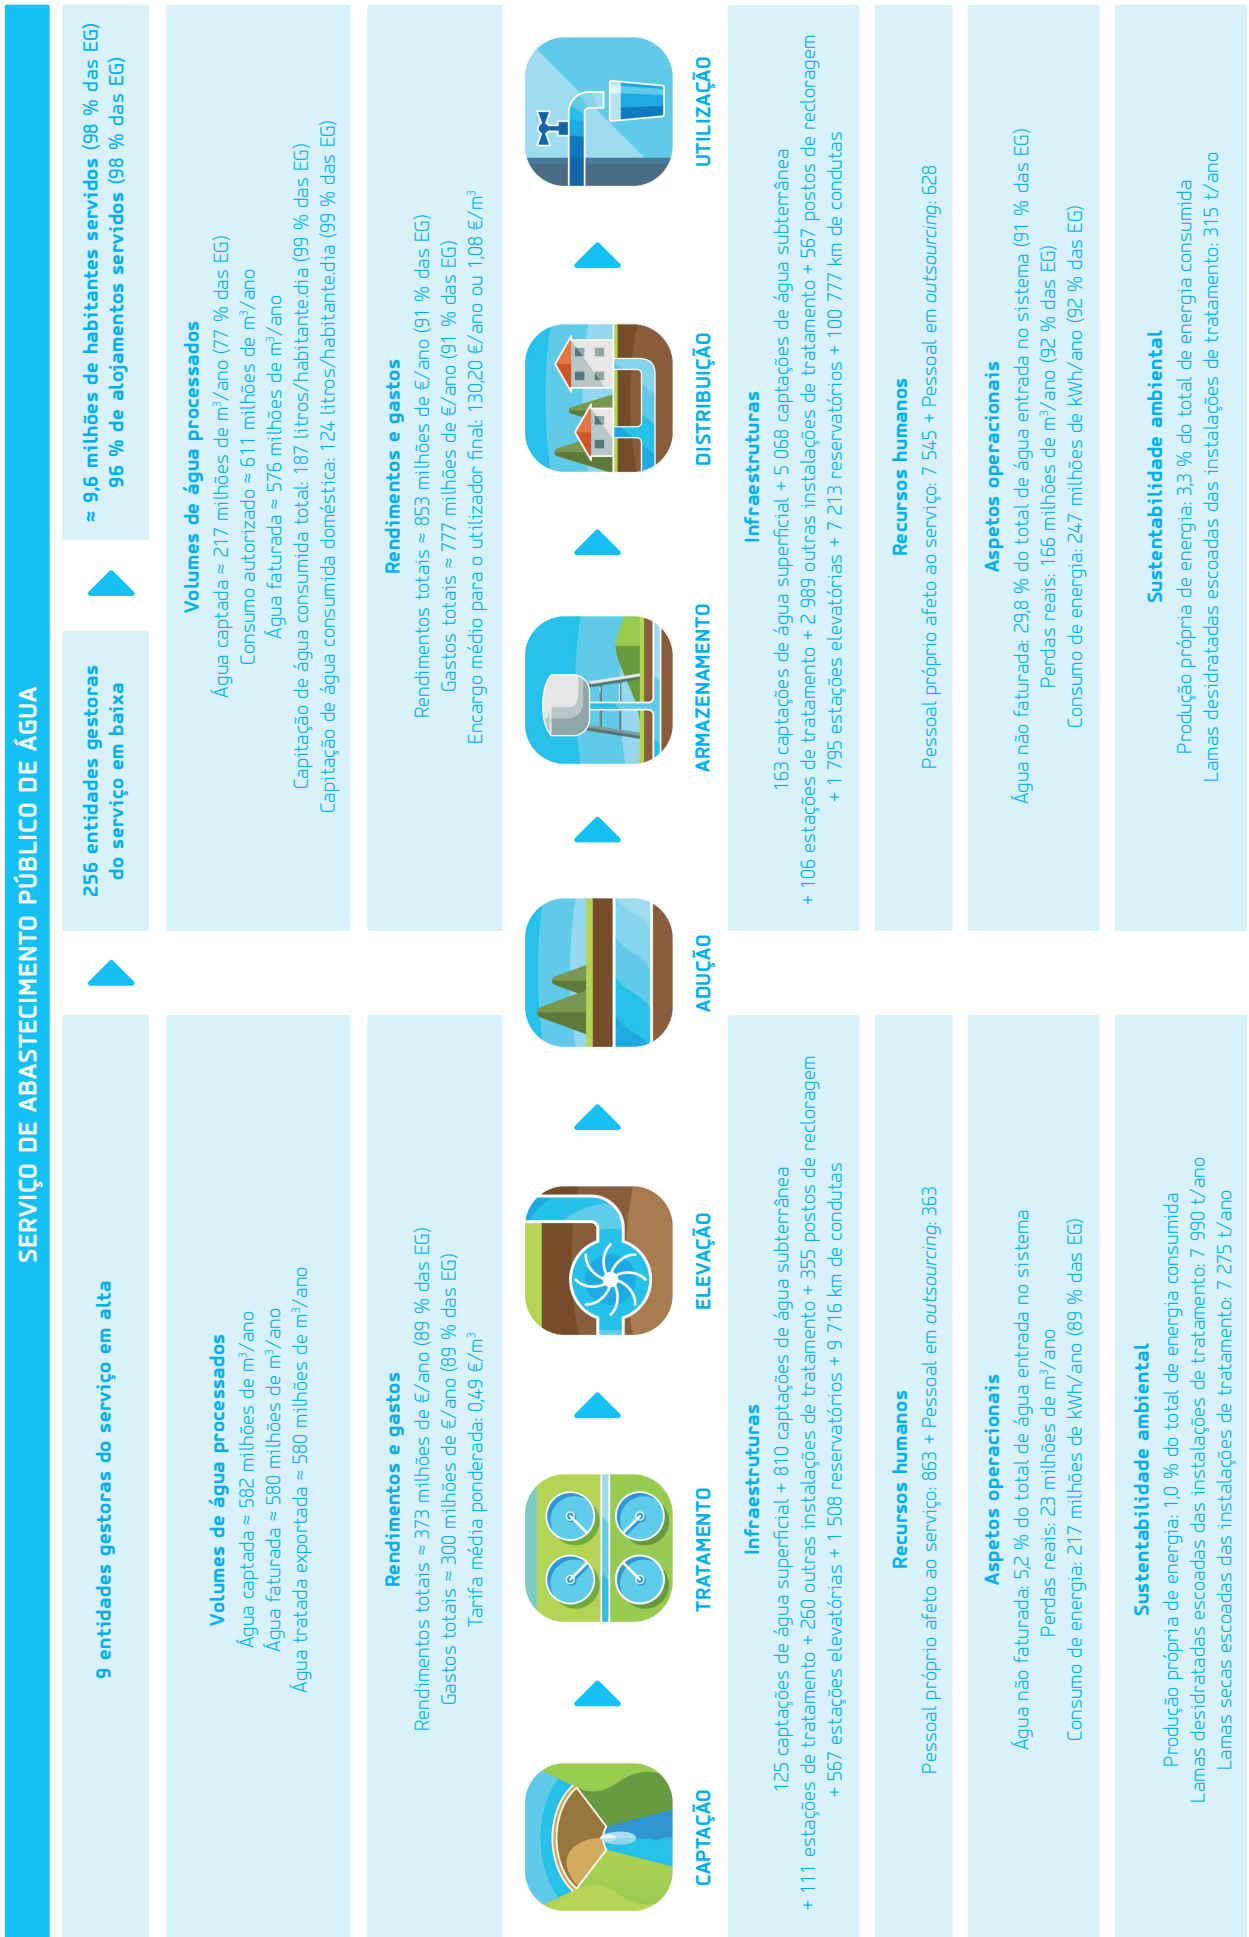 SERVIÇO DE ABASTECIMENTO PÚBLICO DE ÁGUA
9 entidades gestoras do serviço em alta
256 entidades gestoras
do serviço em baixa
≈ 9,6 milhões de habitantes servidos (98 % das EG)
96 % de alojamentos servidos (98 % das EG)
Volumes de água processados
Água captada ≈ 582 milhões de m³/ano
Água faturada ≈ 580 milhões de m³/ano
Água tratada exportada ≈ 580 milhões de m³/ano
Volumes de água processados
Água captada ≈ 217 milhões de m³/ano (77 % das EG)
Consumo autorizado ≈ 611 milhões de m³/ano
Água faturada ≈ 576 milhões de m³/ano
Capitação de água consumida total: 187 litros/habitante.dia (99 % das EG)
Capitação de água consumida doméstica: 124 litros/habitante.dia (99 % das EG)
Rendimentos e gastos
Rendimentos totais ≈ 373 milhões de €/ano (89 % das EG)
Gastos totais ≈ 300 milhões de €/ano (89 % das EG)
Tarifa média ponderada: 0,49 €/m³
Rendimentos e gastos
Rendimentos totais ≈ 853 milhões de €/ano (91 % das EG)
Gastos totais ≈ 777 milhões de €/ano (91 % das EG)
Encargo médio para o utilizador final: 130,20 €/ano ou 1,08 €/m³
CAPTAÇÃO
TRATAMENTO
ELEVAÇÃO
ADUÇÃO
ARMAZENAMENTO
DISTRIBUIÇÃO
UTILIZAÇÃO
Infraestruturas
125 captações de água superficial + 810 captações de água subterrânea
+ 111 estações de tratamento + 260 outras instalações de tratamento + 355 postos de recloragem
+ 567 estações elevatórias + 1 508 reservatórios + 9 716 km de condutas
Infraestruturas
163 captações de água superficial + 5 068 captações de água subterrânea
+ 106 estações de tratamento + 2 989 outras instalações de tratamento + 567 postos de recloragem
+ 1 795 estações elevatórias + 7 213 reservatórios + 100 777 km de condutas
Recursos humanos
Pessoal próprio afeto ao serviço: 863 + Pessoal em outsourcing: 363
Recursos humanos
Pessoal próprio afeto ao serviço: 7 545 + Pessoal em outsourcing: 628
Aspetos operacionais
Água não faturada: 5,2 % do total de água entrada no sistema
Perdas reais: 23 milhões de m³/ano
Consumo de energia: 217 milhões de kWh/ano (89 % das EG)
Aspetos operacionais
Água não faturada: 29,8 % do total de água entrada no sistema (91 % das EG)
Perdas reais: 166 milhões de m³/ano (92 % das EG)
Consumo de energia: 247 milhões de kWh/ano (92 % das EG)
Sustentabilidade ambiental
Produção própria de energia: 1,0 % do total de energia consumida
Lamas desidratadas escoadas das instalações de tratamento: 7 990 t/ano
Lamas secas escoadas das instalações de tratamento: 7 275 t/ano
Sustentabilidade ambiental
Produção própria de energia: 3,3 % do total de energia consumida
Lamas desidratadas escoadas das instalações de tratamento: 315 t/ano